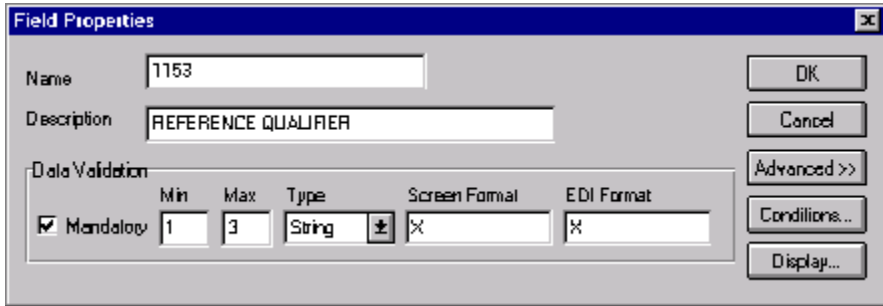 Field Properties
Name 1153
Description REFERENCE QUALIFIER
Data Validation
Min Max Type Screen Format EDI Format
Mandatory 1 3 String X X
OK
Cancel
Advanced >>
Conditions...
Display...